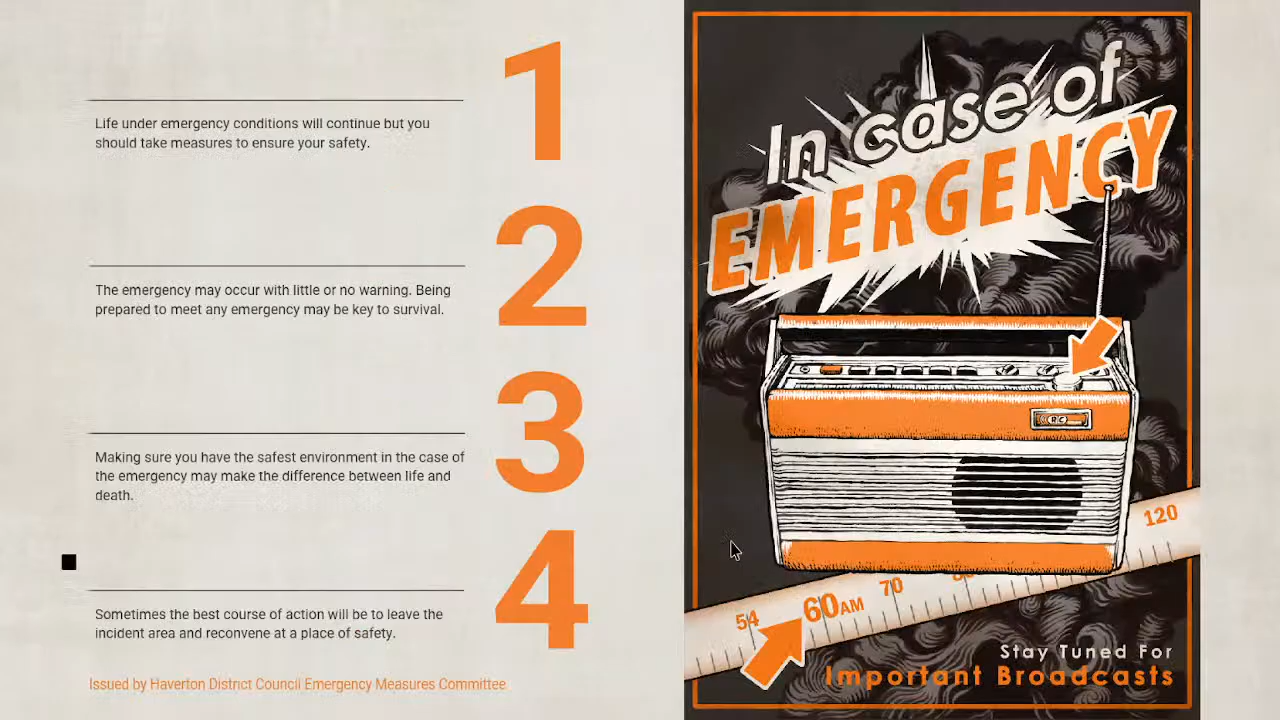 1
Life under emergency conditions will continue but you
should take measures to ensure your safety.
2
The emergency may occur with little or no warning. Being
prepared to meet any emergency may be key to survival.
3
Making sure you have the safest environment in the case of
the emergency may make the difference between life and
death.
4
Sometimes the best course of action will be to leave the
incident area and reconvene at a place of safety.
Issued by Haverton District Council Emergency Measures Committee
In case of
EMERGENCY
120
70
60AM
54
Stay Tuned For
Important Broadcasts